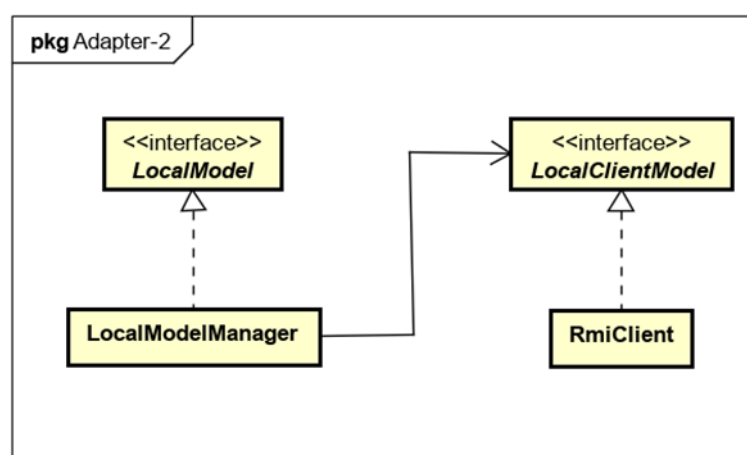 pkg Adapter-2
<<interface>>
LocalModel
<<interface>>
LocalClientModel
LocalModelManager
RmiClient